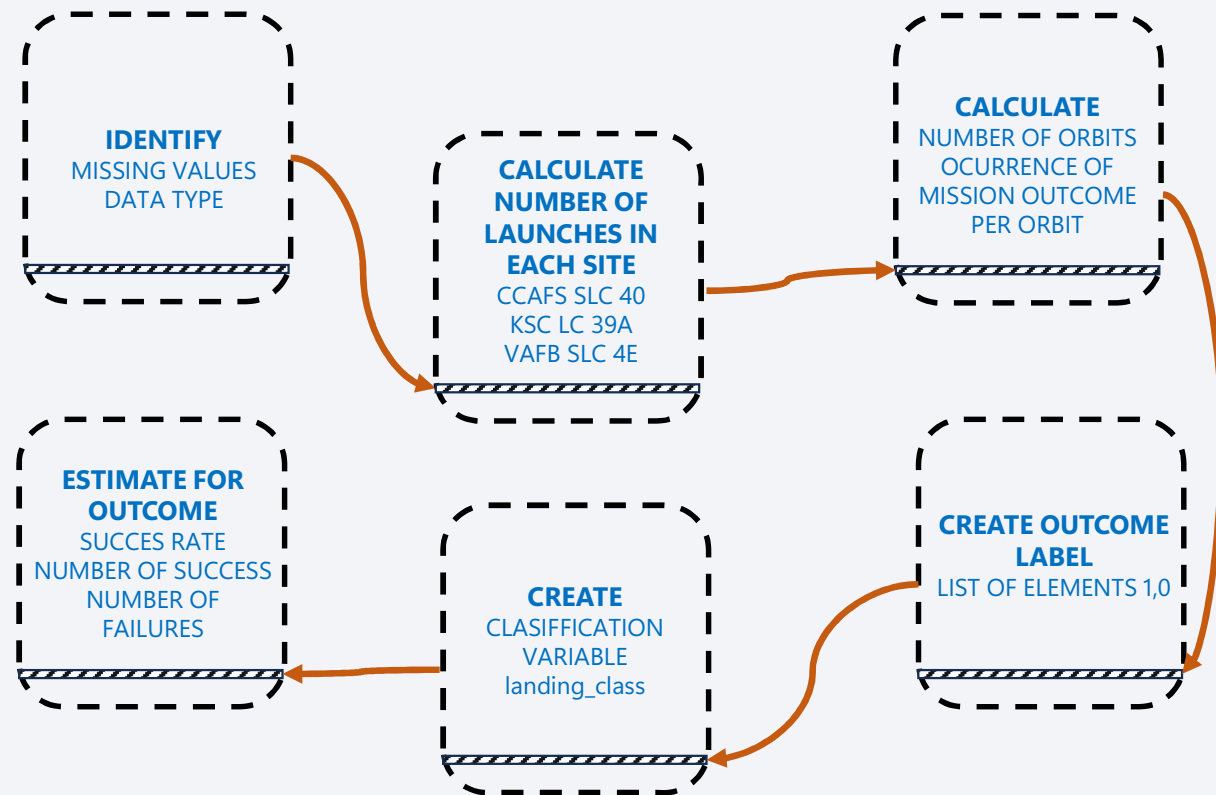 IDENTIFY
MISSING VALUES
DATA TYPE
CALCULATE
NUMBER OF
LAUNCHES IN
EACH SITE
CCAFS SLC 40
KSC LC 39A
VAFB SLC 4E
CALCULATE
NUMBER OF ORBITS
OCURRENCE OF
MISSION OUTCOME
PER ORBIT
CREATE OUTCOME
LABEL
LIST OF ELEMENTS 1,0
CREATE
CLASIFFICATION
VARIABLE
landing_class
ESTIMATE FOR
OUTCOME
SUCCES RATE
NUMBER OF SUCCESS
NUMBER OF
FAILURES